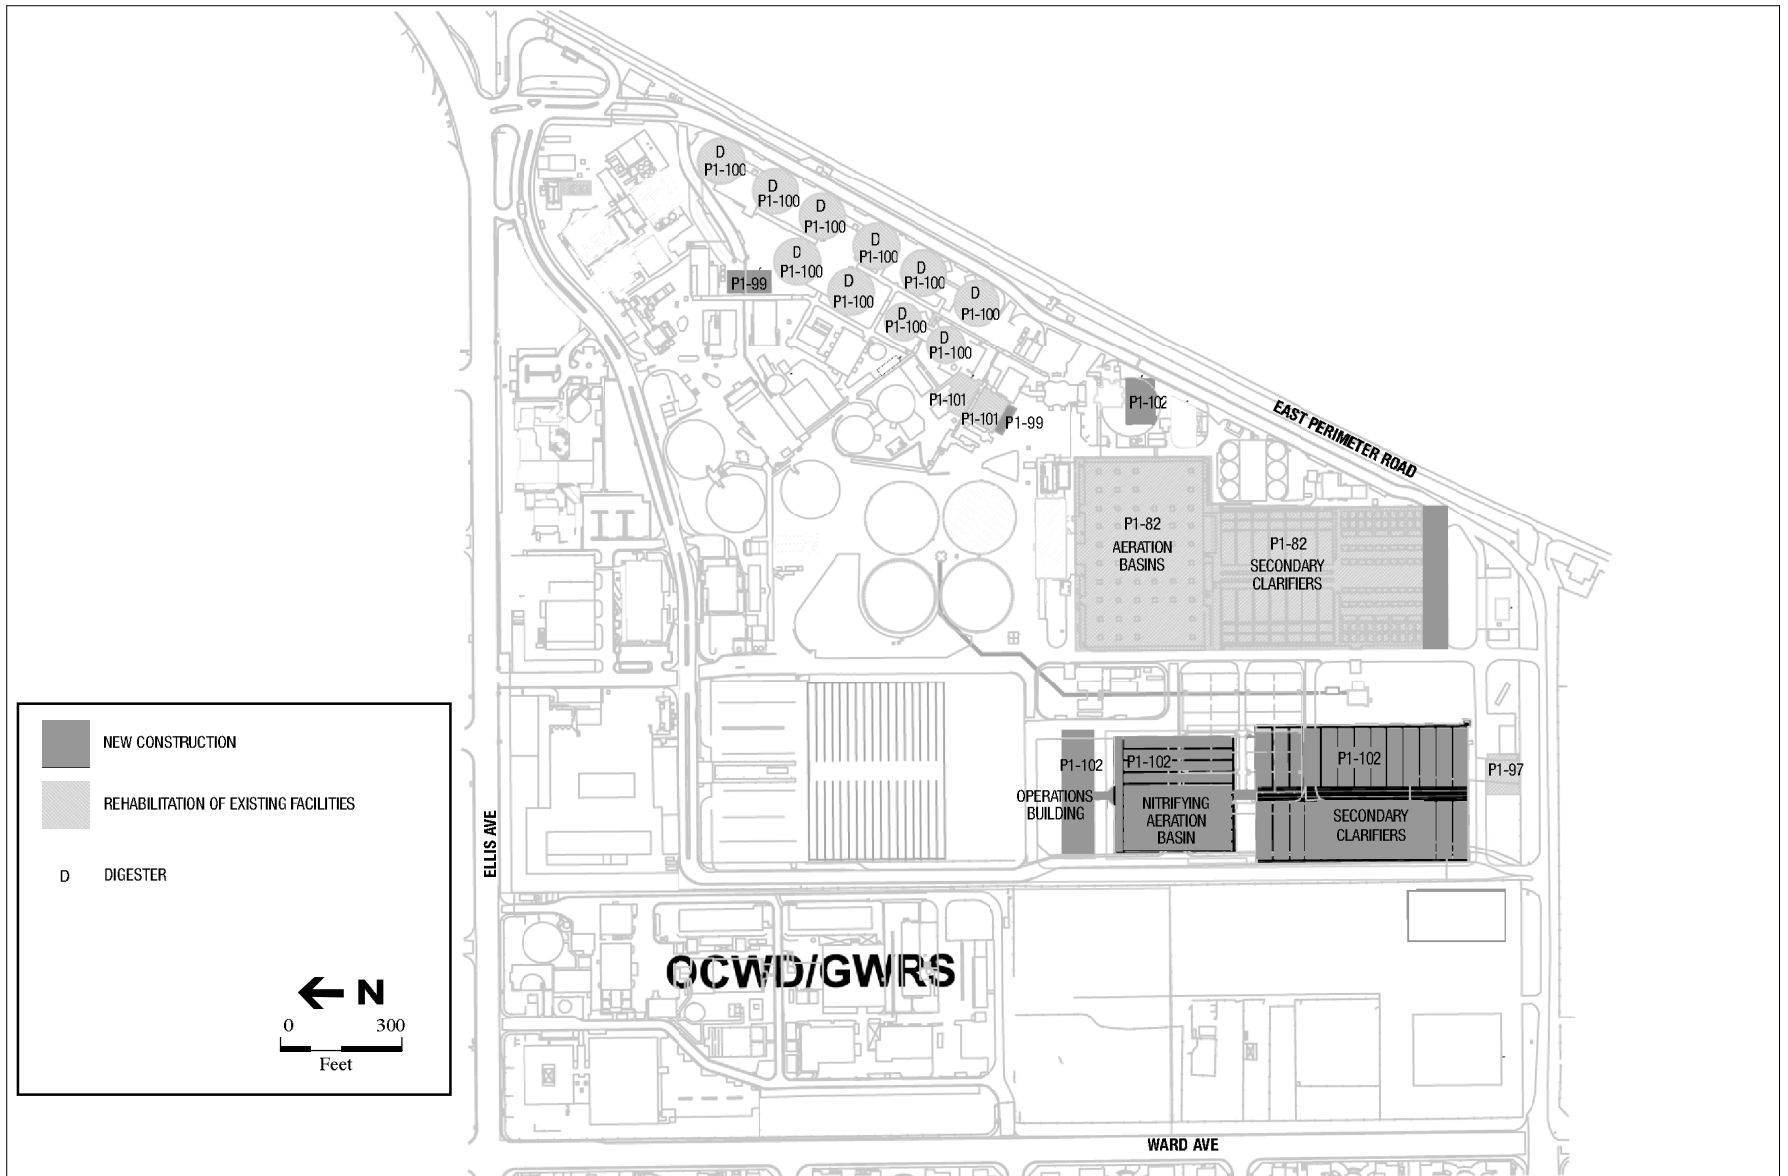 D
P1-100
D
P1-100
D
P1-100
D
P1-100
D
P1-100
D
P1-100
D
P1-100
D
P1-100
D
P1-100
D
P1-100
P1-99
P1-101
P1-101
P1-99
P1-102
EAST PERIMETER ROAD
P1-82
AERATION
BASINS
P1-82
SECONDARY
CLARIFIERS
NEW CONSTRUCTION
REHABILITATION OF EXISTING FACILITIES
D DIGESTER
N
0 300
Feet
ELLIS AVE
P1-102
OPERATIONS
BUILDING
P1-102
NITRIFYING
AERATION
BASIN
P1-102
SECONDARY
CLARIFIERS
P1-97
OCWD/GWRS
WARD AVE